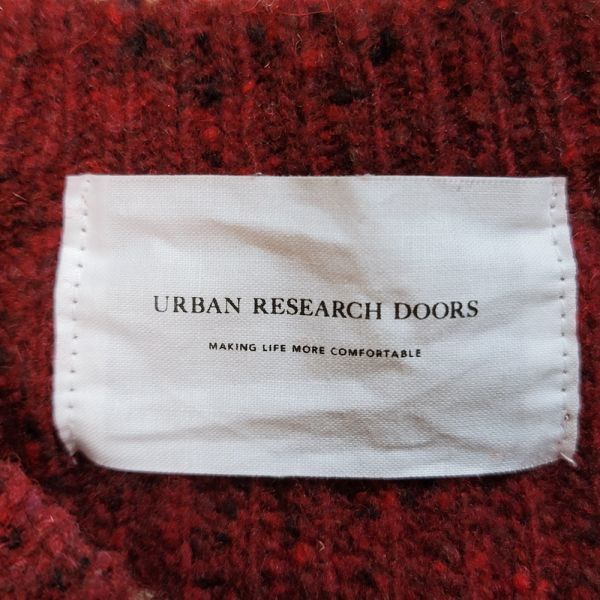 URBAN RESEARCH DOORS
MAKING LIFE MORE COMFORTABLE